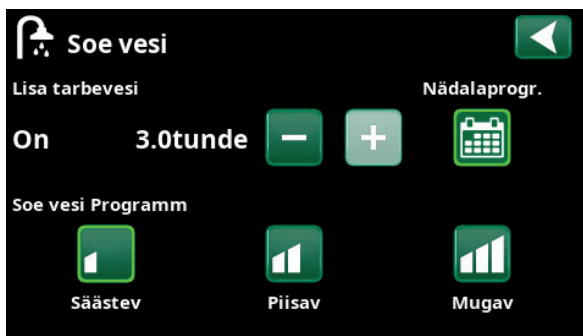 Soe vesi
Lisa tarbevesi
Nädalaprogr.
On 3.0tunde − +
Soe vesi Programm
Säästev Piisav Mugav